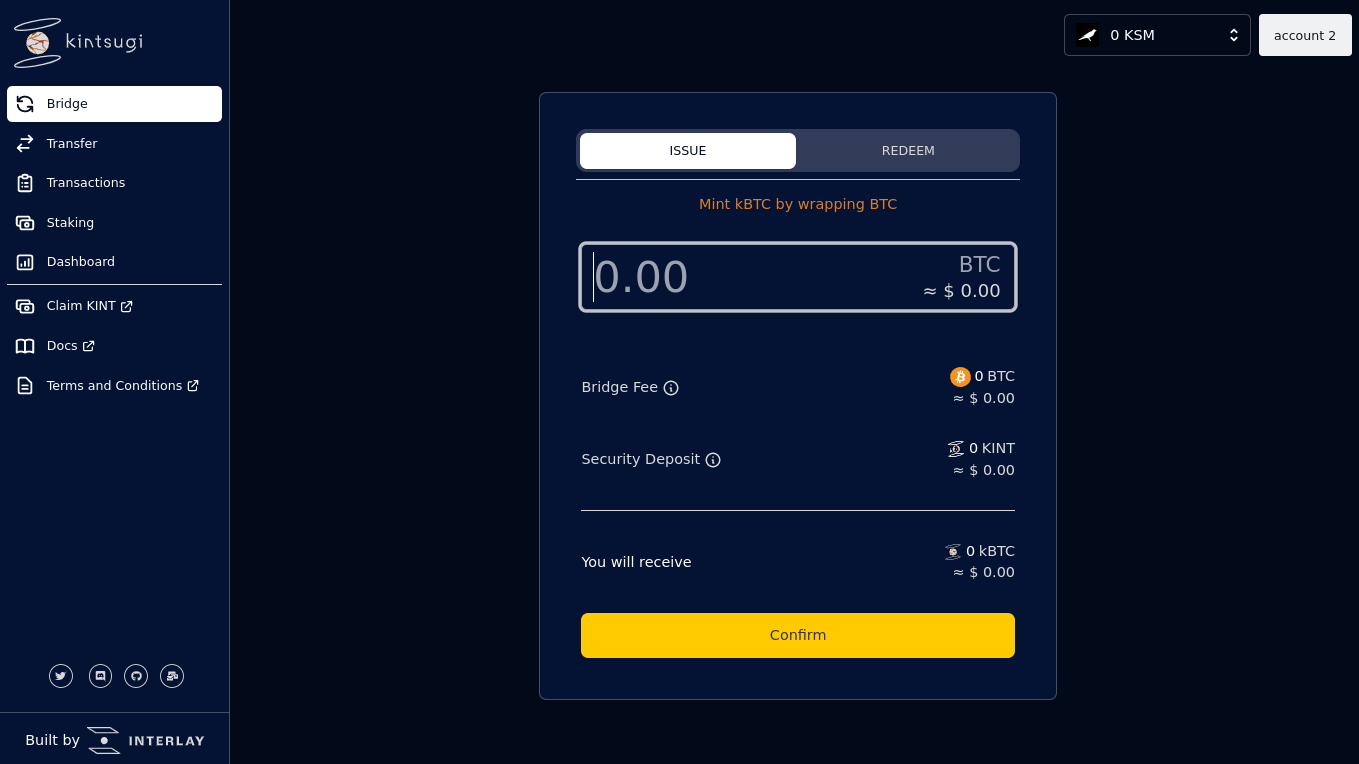 kintsugi
0 KSM
account 2
Bridge
Transfer
Transactions
Staking
Dashboard
Claim KINT
Docs
Terms and Conditions
Built by INTERLAY
ISSUE
REDEEM
Mint kBTC by wrapping BTC
0.00
BTC
≈ $ 0.00
Bridge Fee
0 BTC
≈ $ 0.00
Security Deposit
0 KINT
≈ $ 0.00
You will receive
0 kBTC
≈ $ 0.00
Confirm